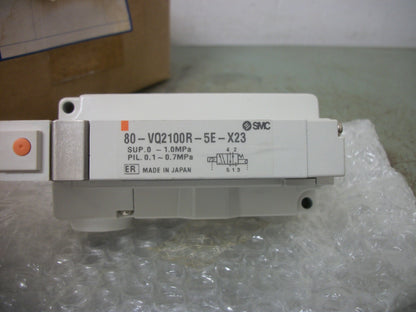 SMC
80-VQ2100R-5E-X23
SUP. 0 ~ 1.0MPa
PIL. 0.1 ~ 0.7MPa
4 2
5 1 3
ER MADE IN JAPAN